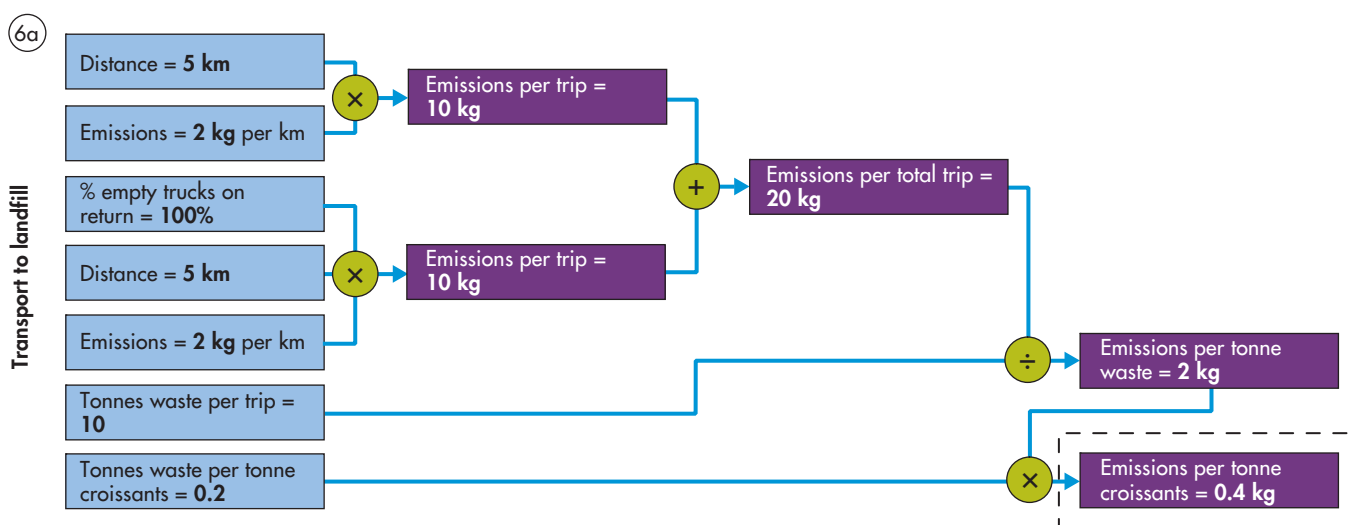 6a
Transport to landfill
Distance = 5 km
Emissions = 2 kg per km
×
Emissions per trip =
10 kg
% empty trucks on
return = 100%
Distance = 5 km
Emissions = 2 kg per km
×
Emissions per trip =
10 kg
+
Emissions per total trip =
20 kg
Tonnes waste per trip =
10
÷
Emissions per tonne
waste = 2 kg
Tonnes waste per tonne
croissants = 0.2
×
Emissions per tonne
croissants = 0.4 kg